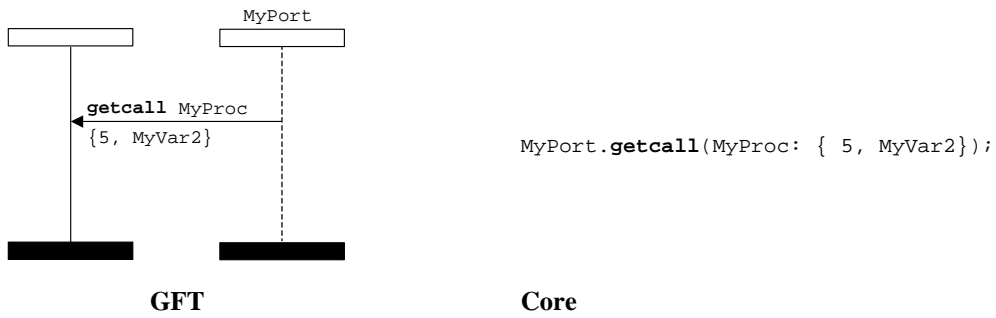 MyPort
getcall MyProc
{5, MyVar2}
MyPort.getcall(MyProc: { 5, MyVar2});
GFT
Core